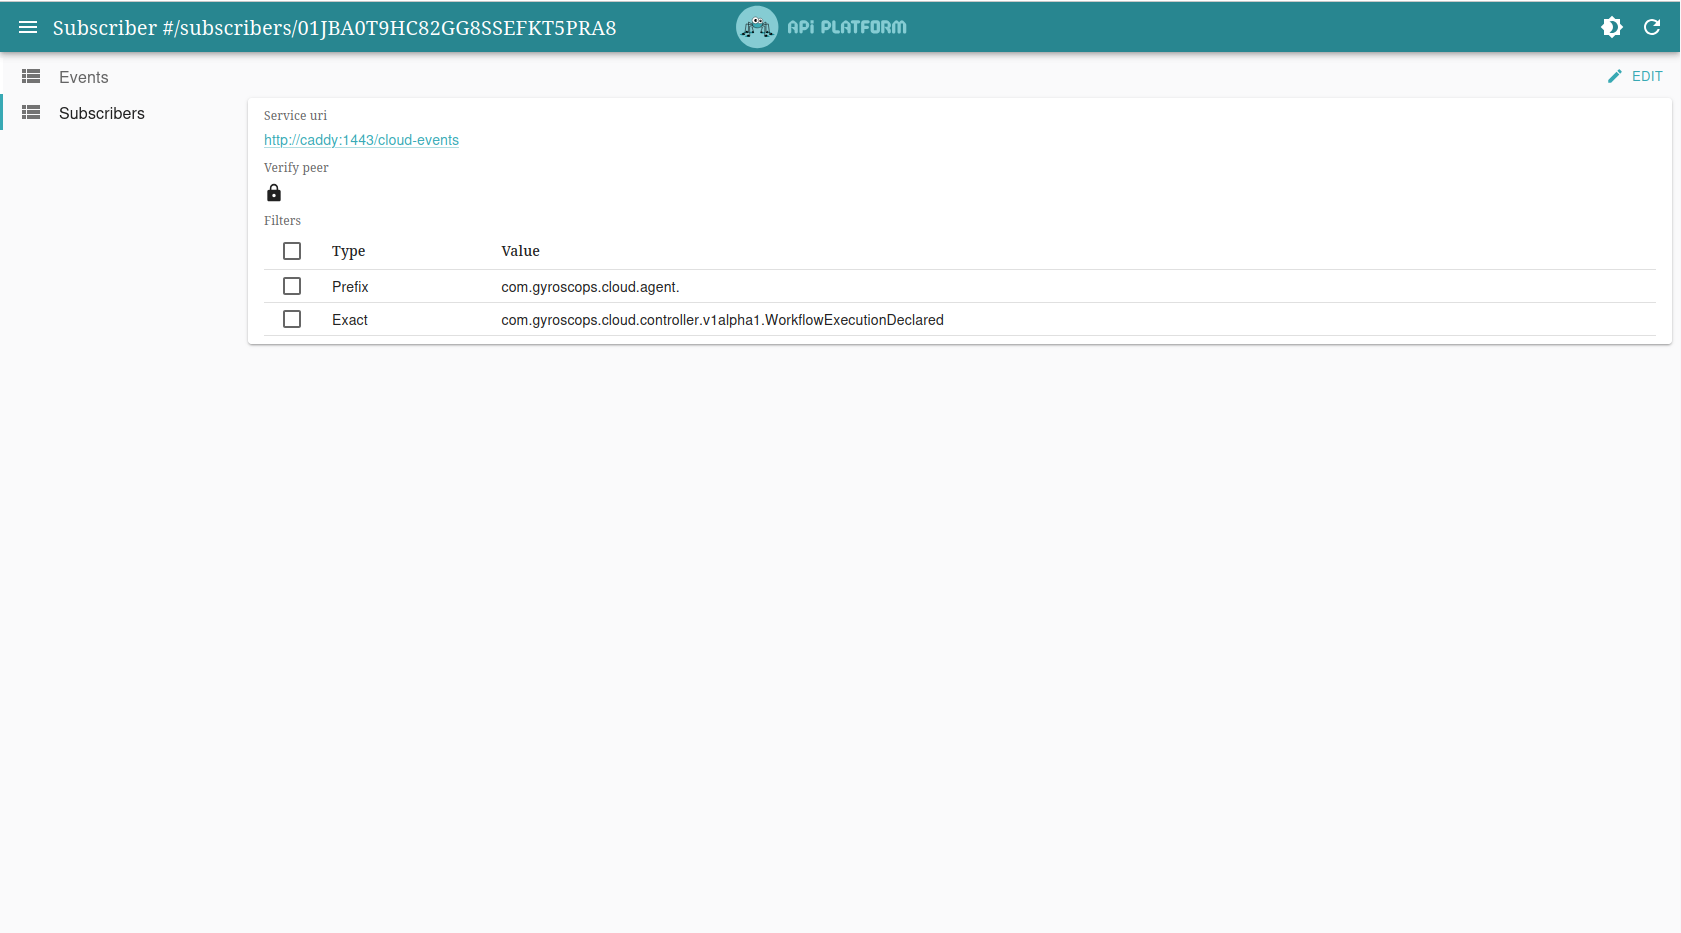 Subscriber #/subscribers/01JBA0T9HC82GG8SSEFKT5PRA8
API PLATFORM
Events
EDIT
Subscribers
Service uri
http://caddy:1443/cloud-events
Verify peer
Filters
Type Value
Prefix com.gyroscops.cloud.agent.
Exact com.gyroscops.cloud.controller.v1alpha1.WorkflowExecutionDeclared